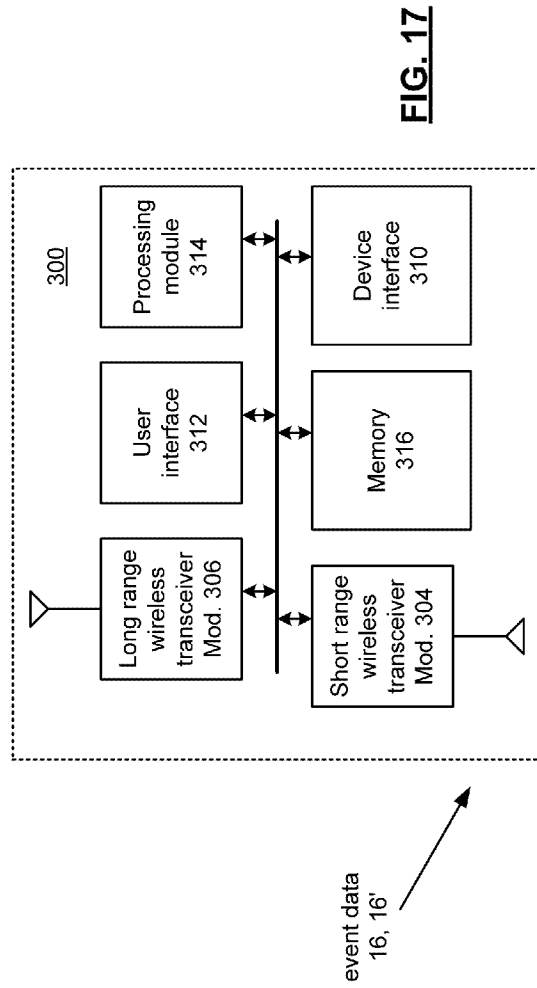 300
Long range
wireless
transceiver
Mod. 306
User
interface
312
Processing
module
314
Short range
wireless
transceiver
Mod. 304
Memory
316
Device
interface
310
event data
16, 16'
FIG. 17